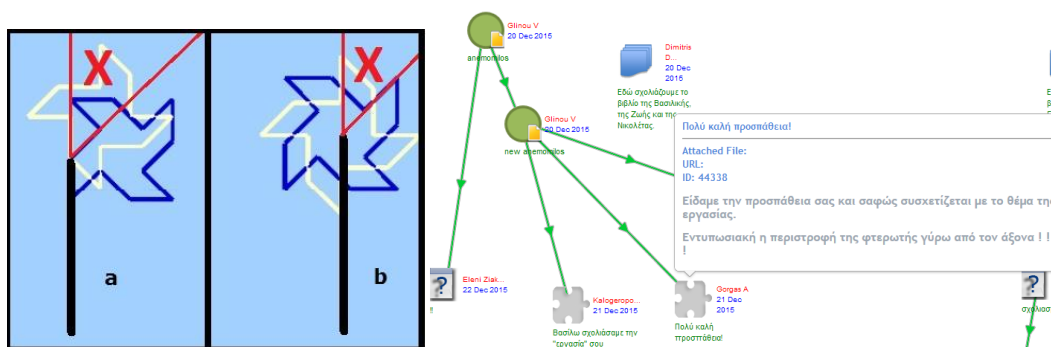 X
X
a
b
Glinou V
20 Dec 2015
anemomilos
Glinou V
20 Dec 2015
new anemomilos
Dimitris
D...
20 Dec
2015
Εδώ σχολιάζουμε το
βιβλίο της Βασιλικής,
της Ζωής και της
Νικολέτας.
Πολύ καλή προσπάθεια!
Attached File:
URL:
ID: 44338
Είδαμε την προσπάθεια σας και σαφώς συσχετίζεται με το θέμα της
εργασίας.
Εντυπωσιακή η περιστροφή της φτερωτής γύρω από τον άξονα ! !
!
?
Eleni Ziak...
22 Dec 2015
Kalogeropo...
21 Dec 2015
Βασίλω σχολιάσαμε την
"εργασία" σου
Gorgas A
21 Dec
2015
Πολύ καλή
προσπάθεια!
?